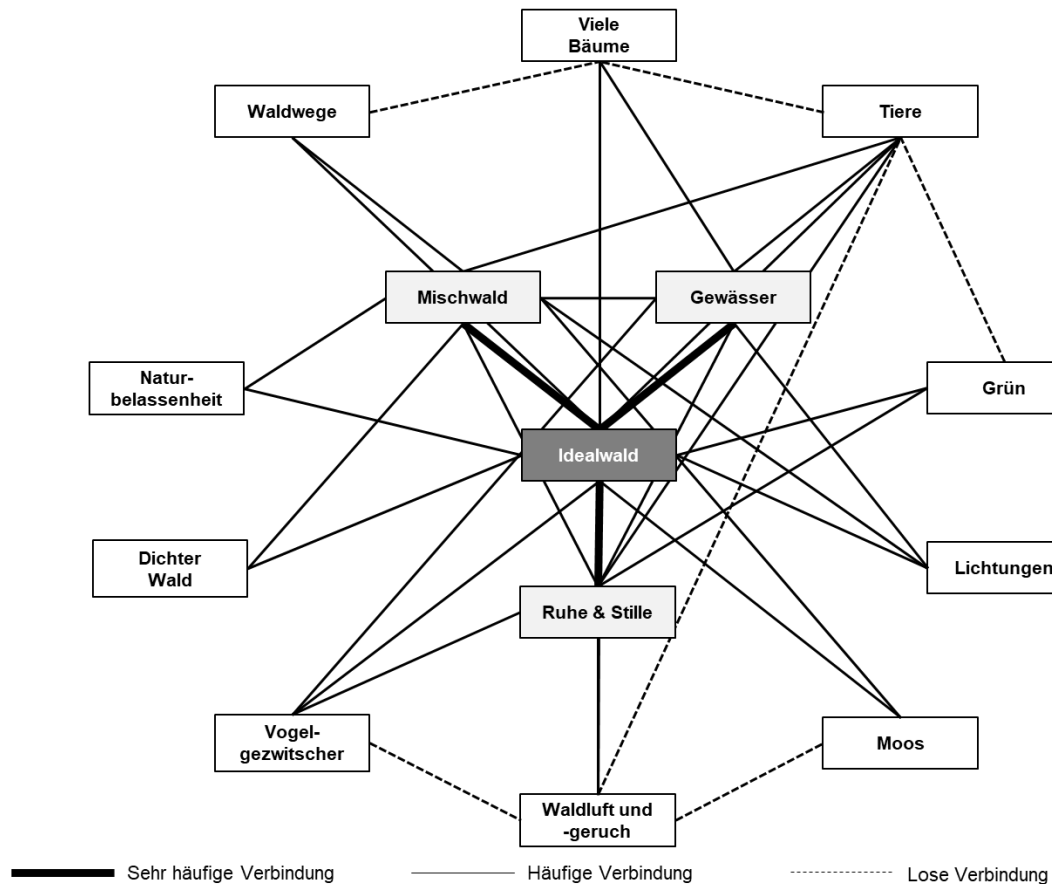 Viele
Bäume
Waldwege
Tiere
Mischwald
Gewässer
Natur-
belassenheit
Grün
Idealwald
Dichter
Wald
Lichtungen
Ruhe & Stille
Vogel-
gezwitscher
Moos
Waldluft und
-geruch
Sehr häufige Verbindung
Häufige Verbindung
Lose Verbindung